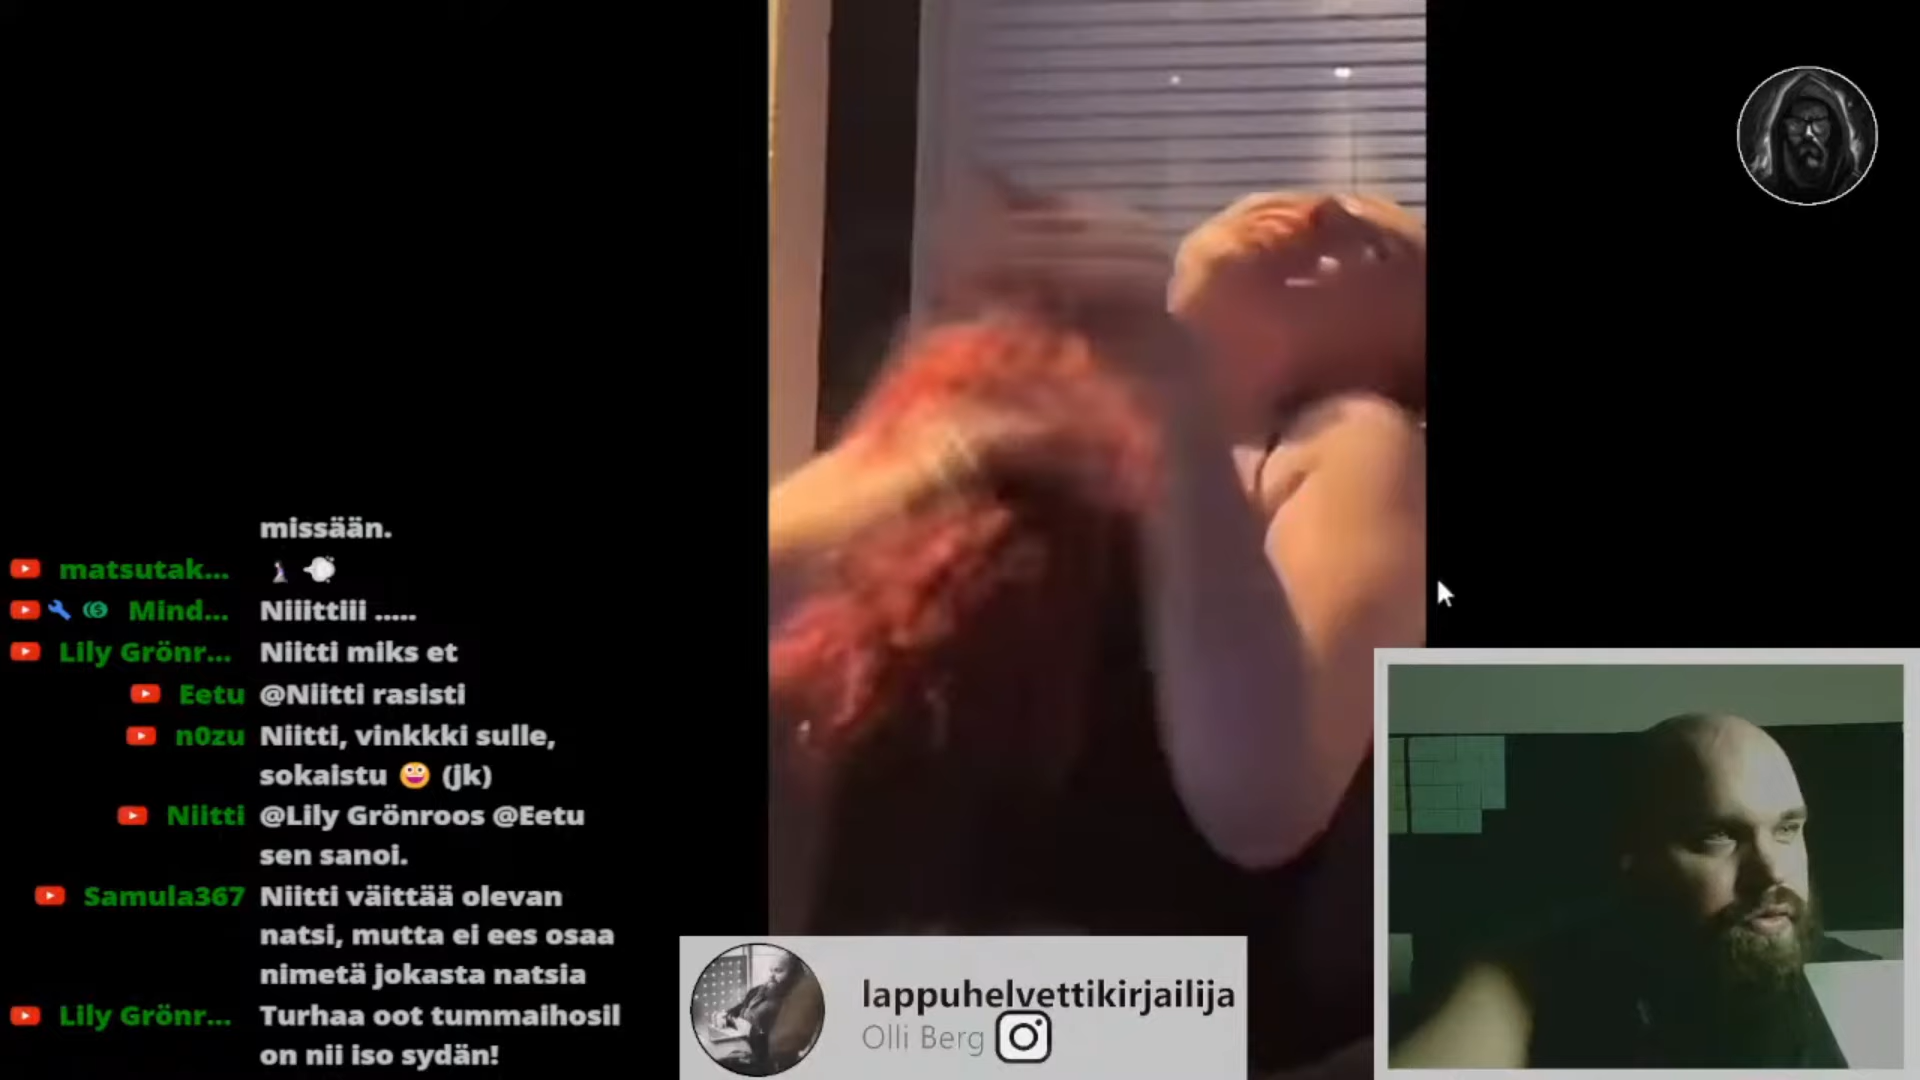 missään.
matsutak...
Mind... Niiittiii .....
Lily Grönr... Niitti miks et
Eetu @Niitti rasisti
n0zu Niitti, vinkkki sulle,
sokaistu (jk)
Niitti @Lily Grönroos @Eetu
sen sanoi.
Samula367 Niitti väittää olevan
natsi, mutta ei ees osaa
nimetä jokasta natsia
Lily Grönr... Turhaa oot tummaihosil
on nii iso sydän!
lappuhelvettikirjailija
Olli Berg